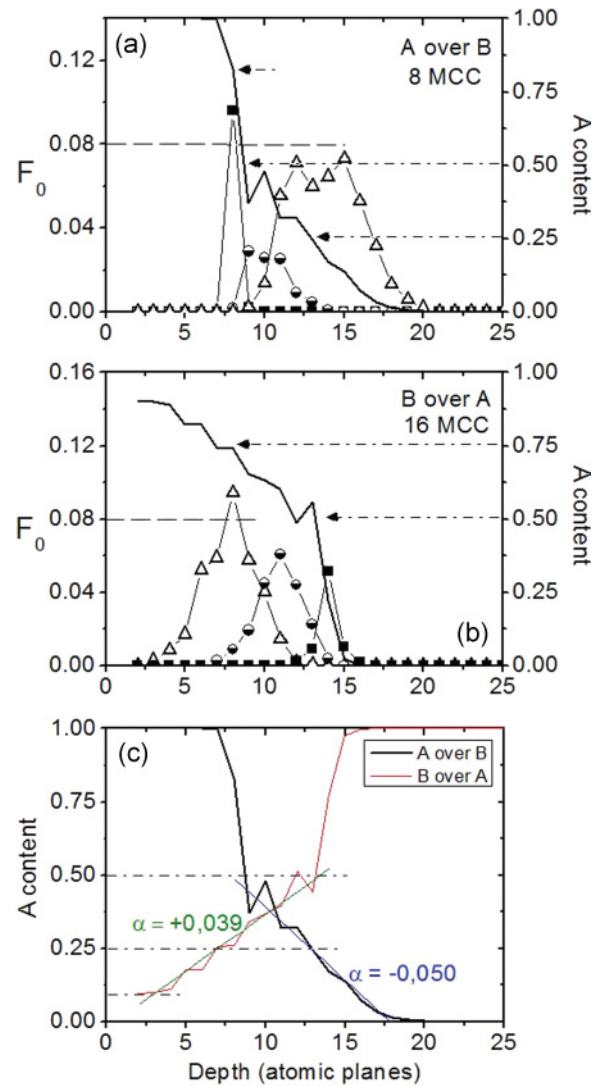 (a)
A over B
8 MCC
F0
0.12
0.08
0.04
0.00
1.00
0.75
0.50
0.25
0.00
A content
0 5 10 15 20 25
(b)
B over A
16 MCC
F0
0.16
0.12
0.08
0.04
0.00
1.00
0.75
0.50
0.25
0.00
A content
0 5 10 15 20 25
(c)
A over B
B over A
A content
1.00
0.75
0.50
0.25
0.00
α = +0,039
α = -0,050
0 5 10 15 20 25
Depth (atomic planes)